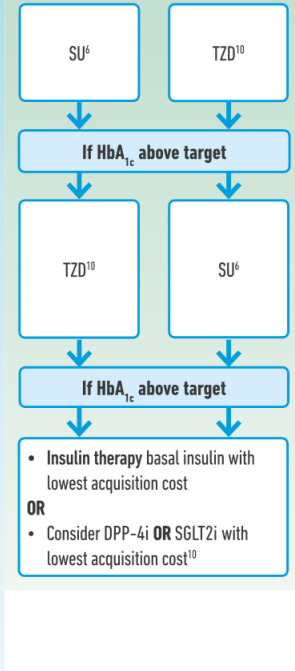 SU⁶
TZD¹⁰
If HbA₁c above target
TZD¹⁰
SU⁶
If HbA₁c above target
• Insulin therapy basal insulin with
lowest acquisition cost
OR
• Consider DPP-4i OR SGLT2i with
lowest acquisition cost¹⁰